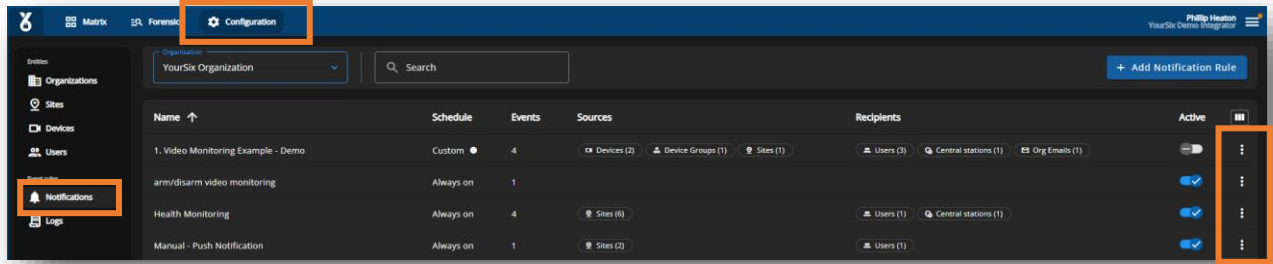 Matrix Forensic Configuration Phillip Heaton
YourSix Demo Integrator
Entities
Organizations
Sites
Devices
Users
Event rules
Notifications
Logs
Organization
YourSix Organization Search + Add Notification Rule
Name Schedule Events Sources Recipients Active
1. Video Monitoring Example - Demo Custom 4 Devices (2) Device Groups (1) Sites (1) Users (3) Central stations (1) Org Emails (1)
arm/disarm video monitoring Always on 1
Health Monitoring Always on 4 Sites (6) Users (1) Central stations (1)
Manual - Push Notification Always on 1 Sites (2) Users (1)